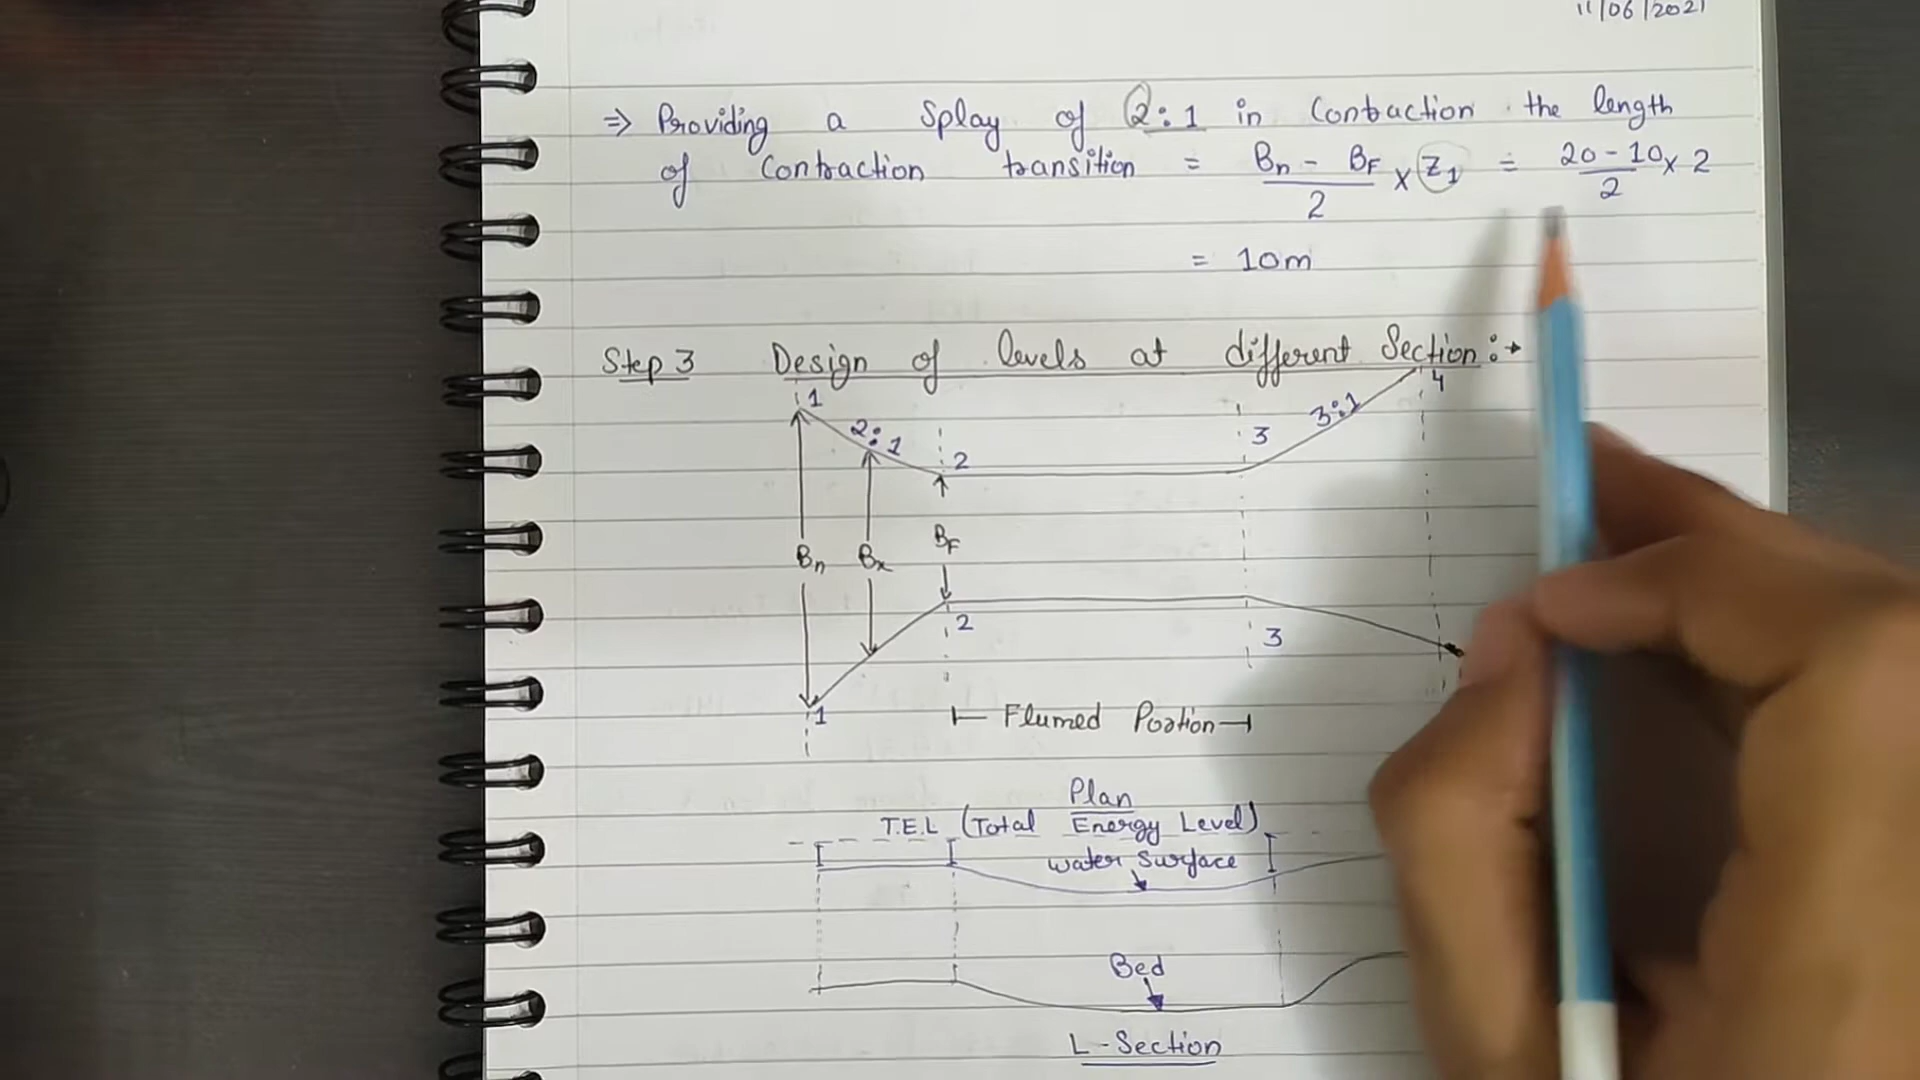 11/06/2021
⇒ Providing a Splay of 2:1 in Contraction the length
of Contraction transition = Bn - BF / 2 × Z1 = 20 - 10 / 2 × 2
= 10m
Step 3 Design of levels at different Section :→
1
4
2:1
3:1
3
2
BF
Bn Bx
2
3
1
Flumed Portion
Plan
T.E.L (Total Energy Level)
water Surface
Bed
L-Section